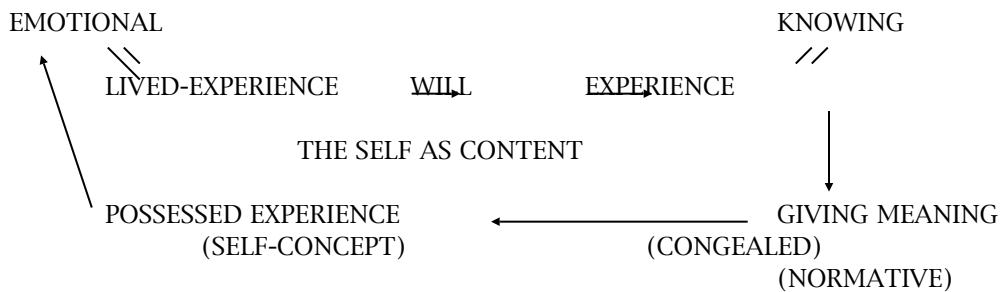 EMOTIONAL KNOWING
LIVED-EXPERIENCE WILL EXPERIENCE
THE SELF AS CONTENT
POSSESSED EXPERIENCE GIVING MEANING
(SELF-CONCEPT) (CONGEALED)
(NORMATIVE)